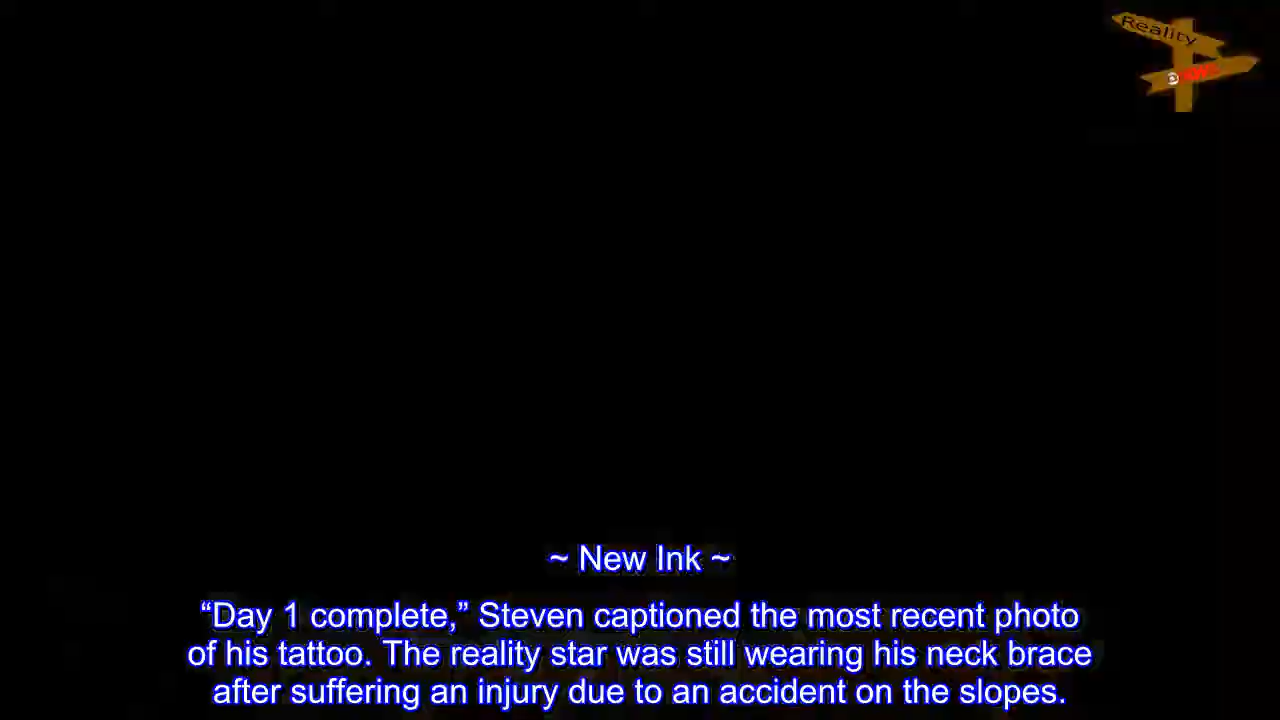 Reality
~ New Ink ~
“Day 1 complete,” Steven captioned the most recent photo
of his tattoo. The reality star was still wearing his neck brace
after suffering an injury due to an accident on the slopes.